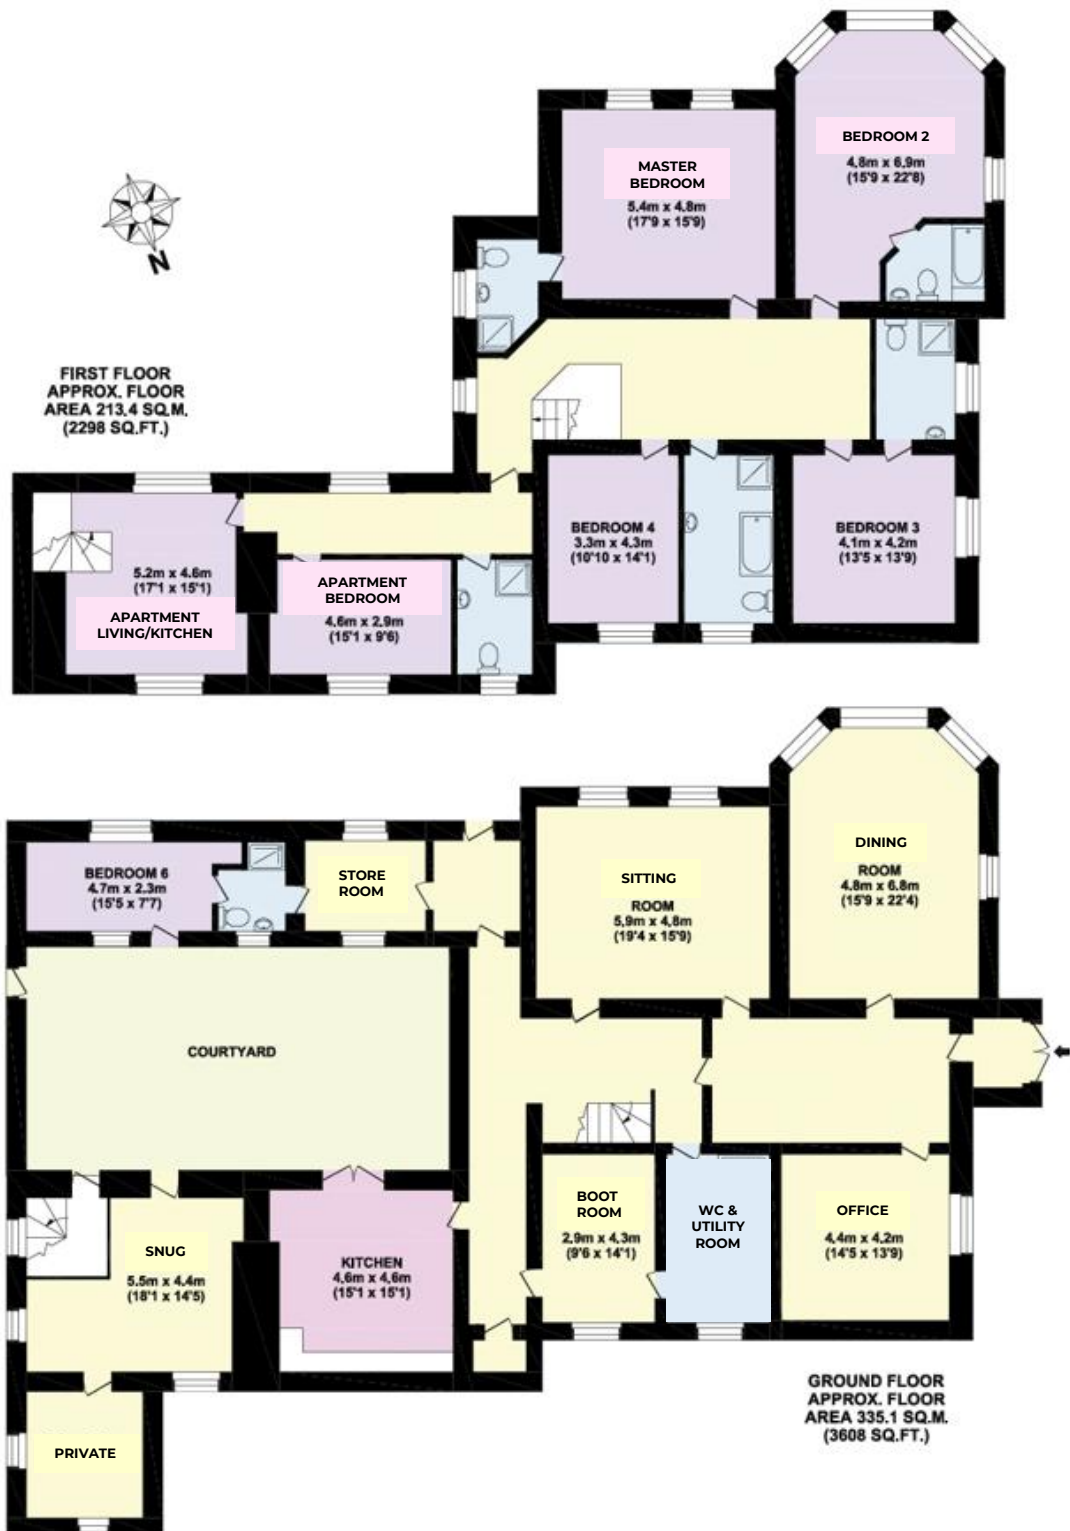 BEDROOM 2
4.8m x 6.9m
(15'9 x 22'8)
MASTER
BEDROOM
5.4m x 4.8m
(17'9 x 15'9)
N
FIRST FLOOR
APPROX. FLOOR
AREA 213.4 SQ.M.
(2298 SQ.FT.)
BEDROOM 4
3.3m x 4.3m
(10'10 x 14'1)
BEDROOM 3
4.1m x 4.2m
(13'5 x 13'9)
5.2m x 4.6m
(17'1 x 15'1)
APARTMENT
LIVING/KITCHEN
APARTMENT
BEDROOM
4.6m x 2.9m
(15'1 x 9'6)
DINING
ROOM
4.8m x 6.8m
(15'9 x 22'4)
SITTING
ROOM
5.9m x 4.8m
(19'4 x 15'9)
BEDROOM 6
4.7m x 2.3m
(15'5 x 7'7)
STORE
ROOM
COURTYARD
BOOT
ROOM
2.9m x 4.3m
(9'6 x 14'1)
WC &
UTILITY
ROOM
OFFICE
4.4m x 4.2m
(14'5 x 13'9)
SNUG
5.5m x 4.4m
(18'1 x 14'5)
KITCHEN
4.6m x 4.6m
(15'1 x 15'1)
PRIVATE
GROUND FLOOR
APPROX. FLOOR
AREA 335.1 SQ.M.
(3608 SQ.FT.)